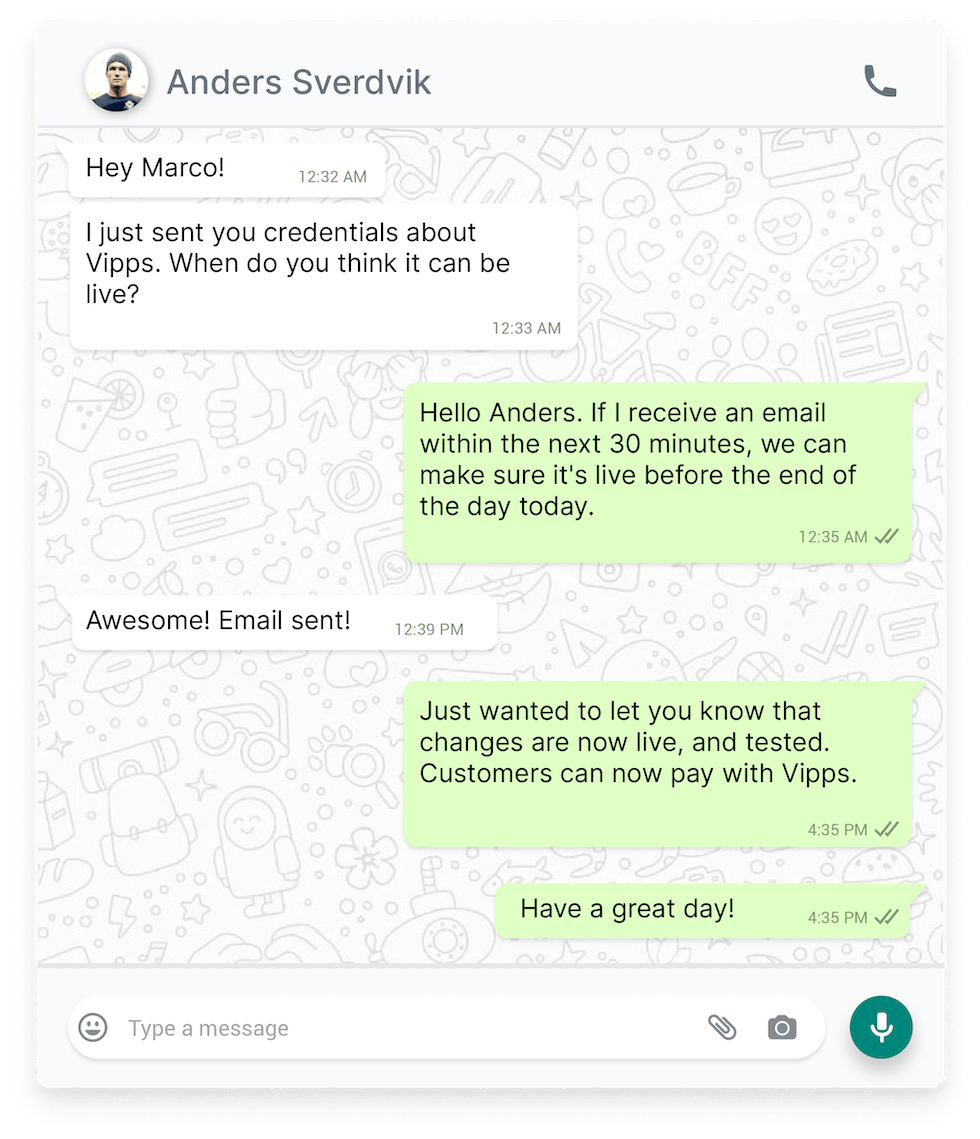 Anders Sverdvik
Hey Marco!
12:32 AM
I just sent you credentials about
Vipps. When do you think it can be
live?
12:33 AM
Hello Anders. If I receive an email
within the next 30 minutes, we can
make sure it's live before the end of
the day today.
12:35 AM
Awesome! Email sent!
12:39 PM
Just wanted to let you know that
changes are now live, and tested.
Customers can now pay with Vipps.
4:35 PM
Have a great day!
4:35 PM
BFF
Type a message